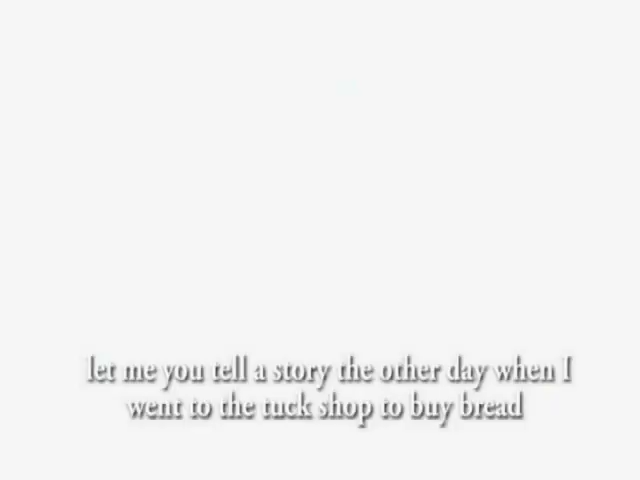 let me you tell a story the other day when I
went to the tuck shop to buy bread